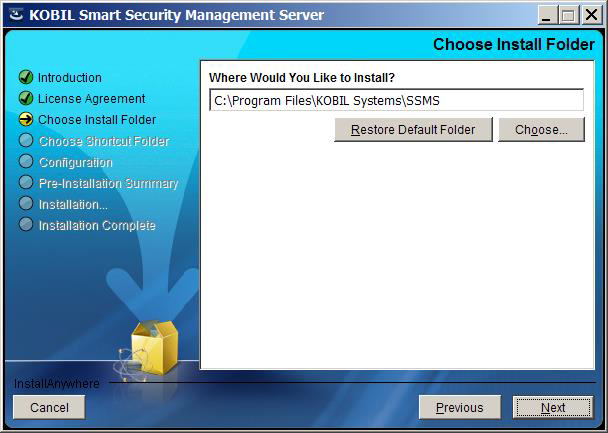 KOBIL Smart Security Management Server
Choose Install Folder
Introduction
License Agreement
Choose Install Folder
Choose Shortcut Folder
Configuration
Pre-Installation Summary
Installation...
Installation Complete
Where Would You Like to Install?
C:\Program Files\KOBIL Systems\SSMS
Restore Default Folder Choose...
InstallAnywhere
Cancel Previous Next